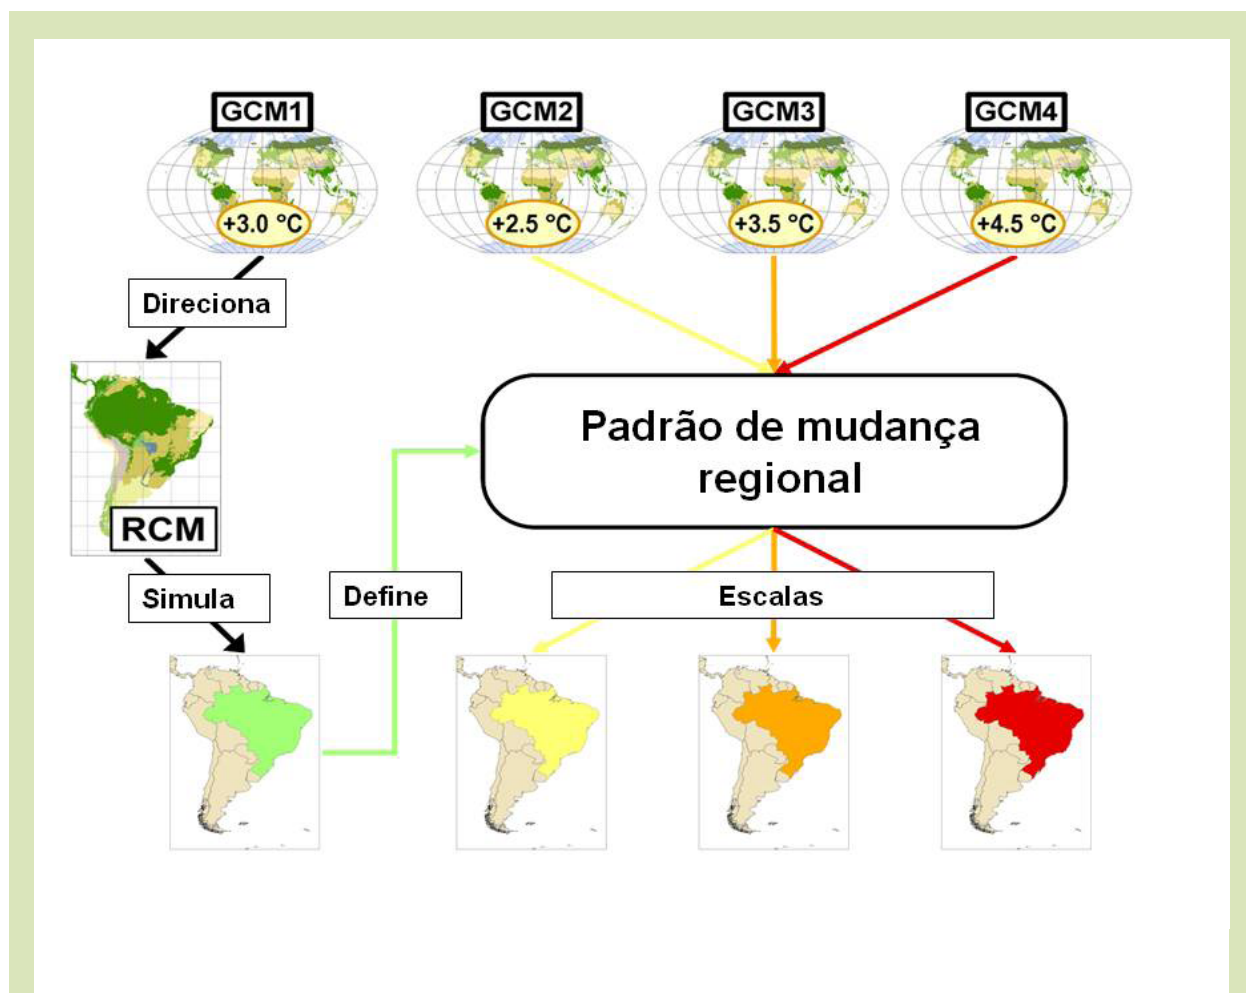 GCM1
GCM2
GCM3
GCM4
+3.0 °C
+2.5 °C
+3.5 °C
+4.5 °C
Direciona
Padrão de mudança
regional
RCM
Simula
Define
Escalas